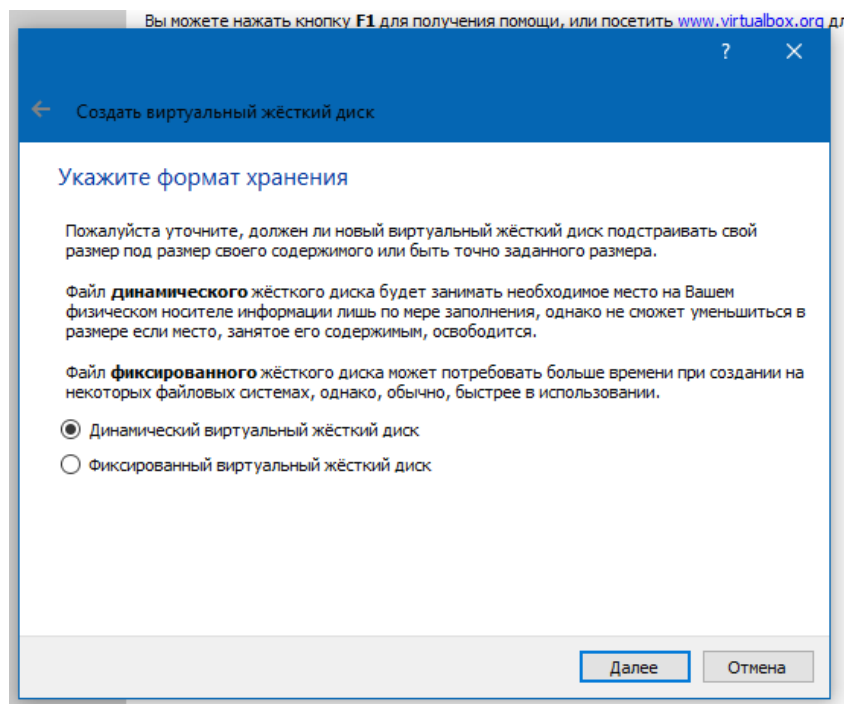 Вы можете нажать кнопку F1 для получения помощи, или посетить www.virtualbox.org
?
Создать виртуальный жёсткий диск
Укажите формат хранения
Пожалуйста уточните, должен ли новый виртуальный жёсткий диск подстраивать свой
размер под размер своего содержимого или быть точно заданного размера.
Файл динамического жёсткого диска будет занимать необходимое место на Вашем
физическом носителе информации лишь по мере заполнения, однако не сможет уменьшиться в
размере если место, занятое его содержимым, освободится.
Файл фиксированного жёсткого диска может потребовать больше времени при создании на
некоторых файловых системах, однако, обычно, быстрее в использовании.
Динамический виртуальный жёсткий диск
Фиксированный виртуальный жёсткий диск
Далее
Отмена